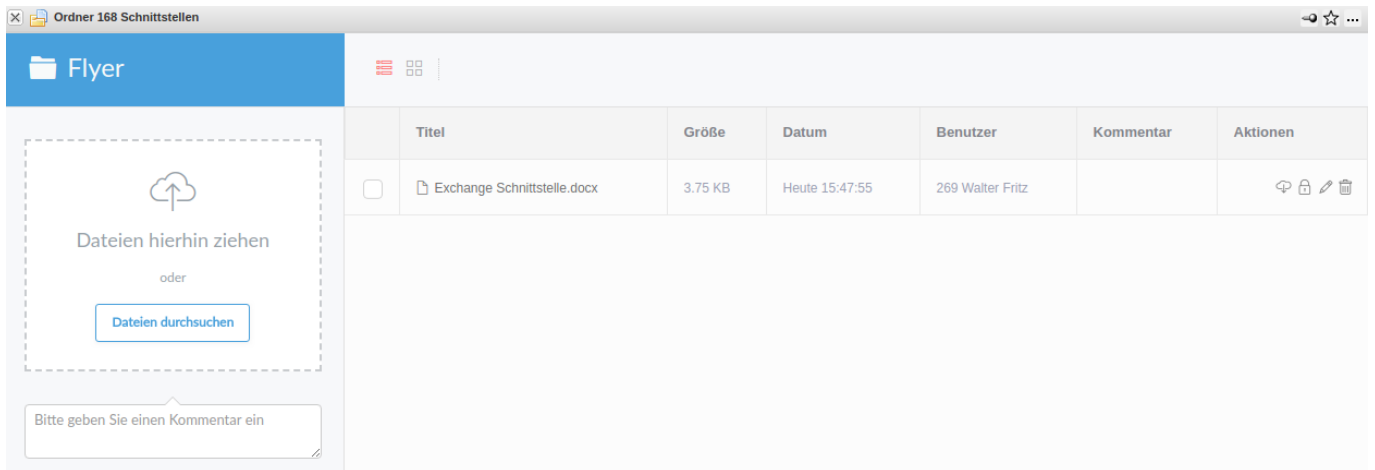 Ordner 168 Schnittstellen
Flyer
Dateien hierhin ziehen
oder
Dateien durchsuchen
Bitte geben Sie einen Kommentar ein
Titel Größe Datum Benutzer Kommentar Aktionen
Exchange Schnittstelle.docx 3.75 KB Heute 15:47:55 269 Walter Fritz